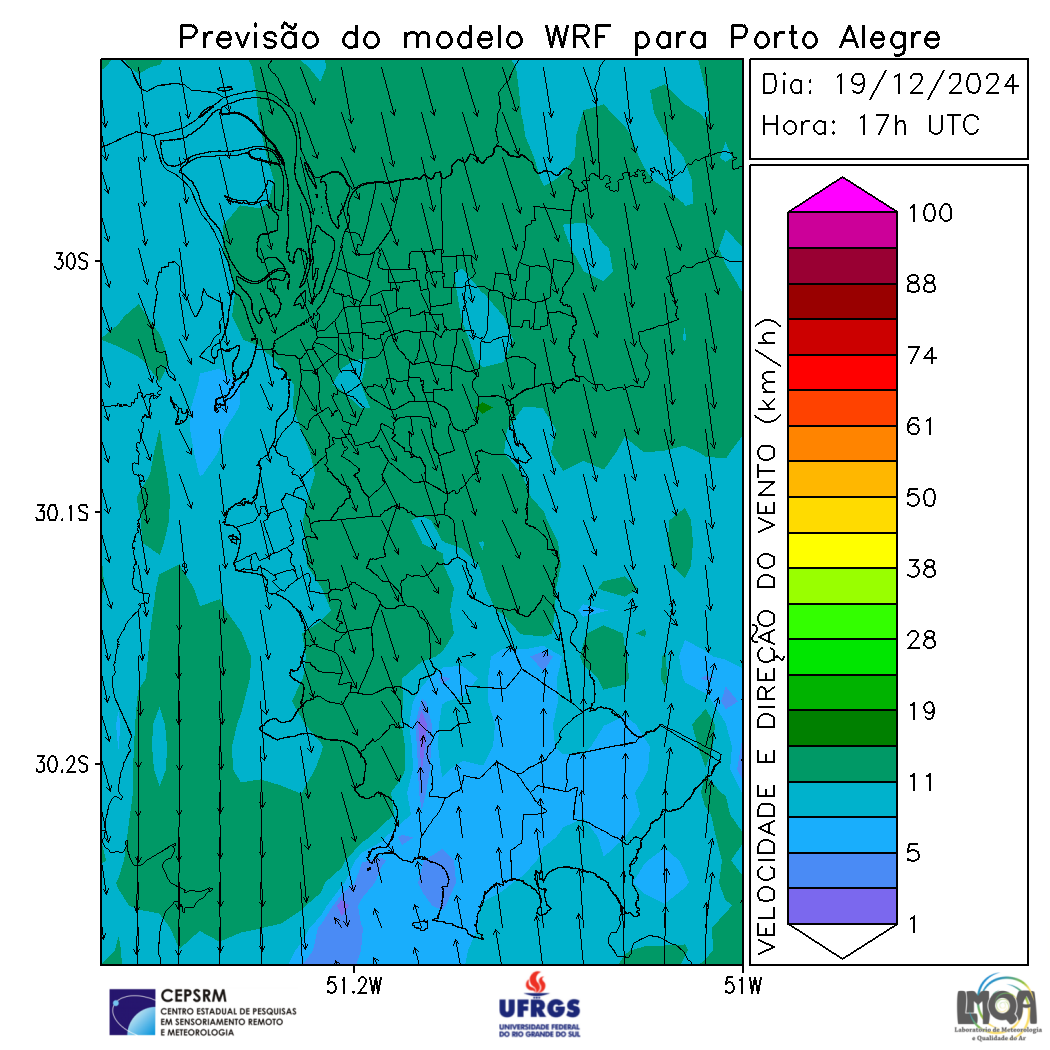 Previsão do modelo WRF para Porto Alegre
Dia: 19/12/2024
Hora: 17h UTC
30S
30.1S
30.2S
51.2W
51W
VELOCIDADE E DIREÇÃO DO VENTO (km/h)
100
88
74
61
50
38
28
19
11
5
1
CEPSRM
CENTRO ESTADUAL DE PESQUISAS
EM SENSORIAMENTO REMOTO
E METEOROLOGIA
UFRGS
UNIVERSIDADE FEDERAL
DO RIO GRANDE DO SUL
LMQA
Laboratório de Meteorologia
e Qualidade do Ar